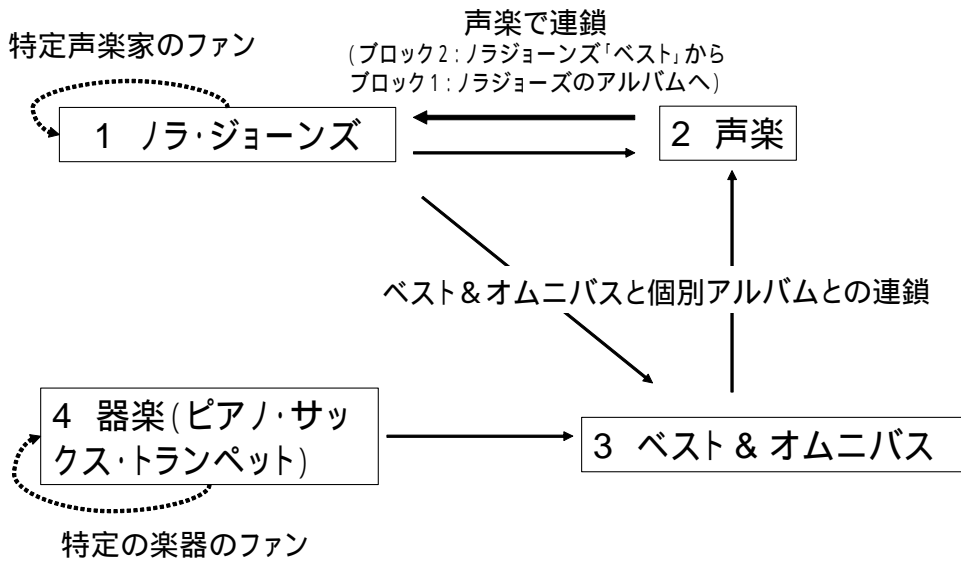 声楽で連鎖
(ブロック2:ノラジョーンズ「ベスト」から
ブロック1:ノラジョーズのアルバムへ)
特定声楽家のファン
1 ノラ・ジョーンズ
2 声楽
ベスト&オムニバスと個別アルバムとの連鎖
4 器楽(ピアノ・サッ
クス・トランペット)
3 ベスト&オムニバス
特定の楽器のファン